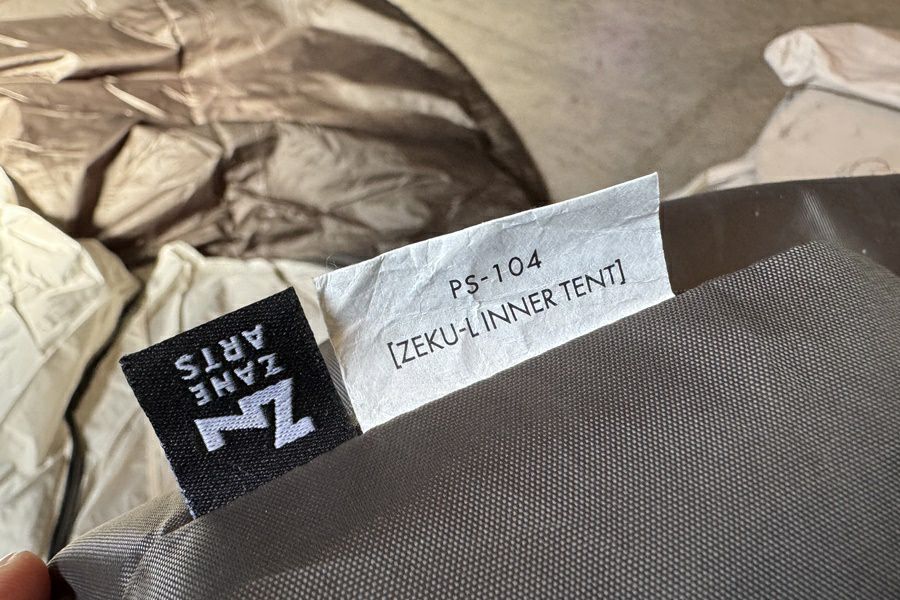 PS-104
[ZEKU-L INNER TENT]
ZANE
ARTS